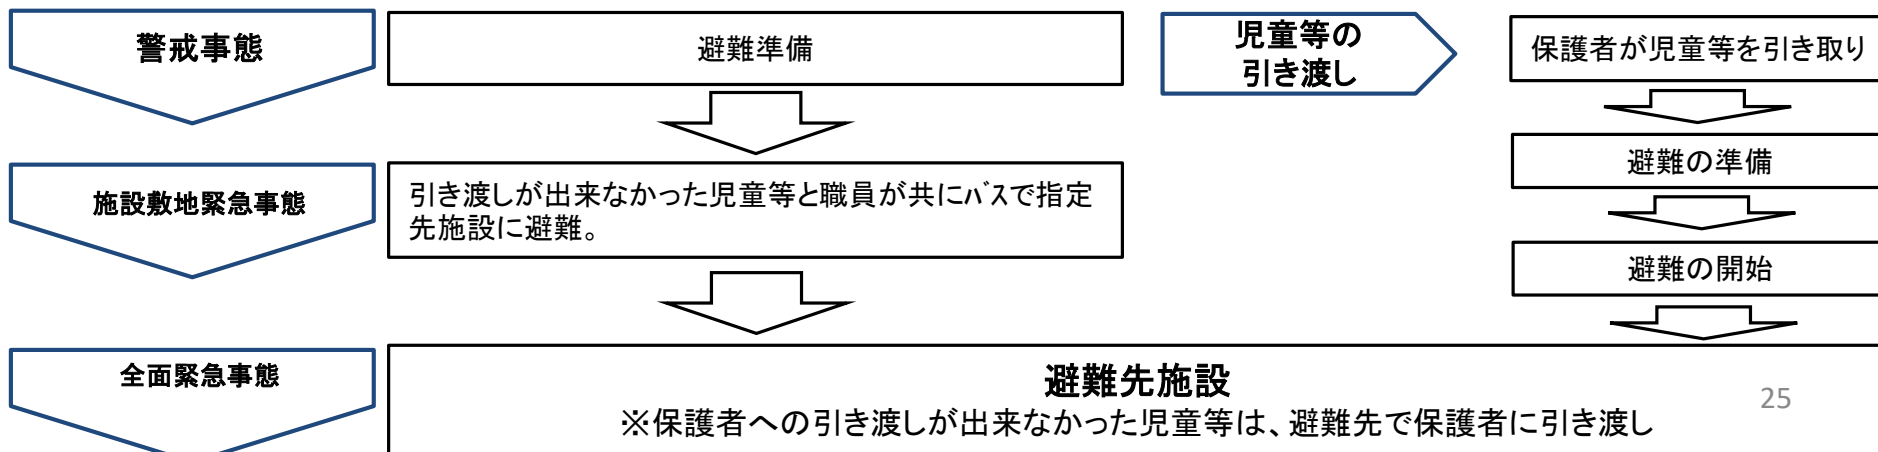 警戒事態
避難準備
児童等の
引き渡し
保護者が児童等を引き取り
避難の準備
施設敷地緊急事態
引き渡しが出来なかった児童等と職員が共にバスで指定
先施設に避難。
避難の開始
全面緊急事態
避難先施設
※保護者への引き渡しが出来なかった児童等は、避難先で保護者に引き渡し
25